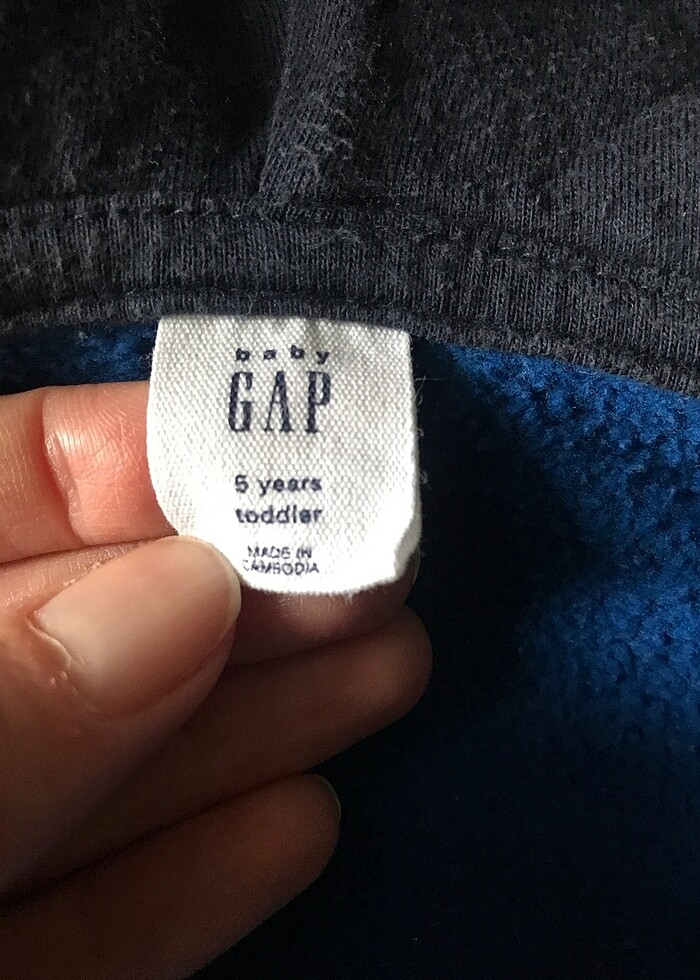 baby
GAP
5 years
toddler
MADE IN
CAMBODIA